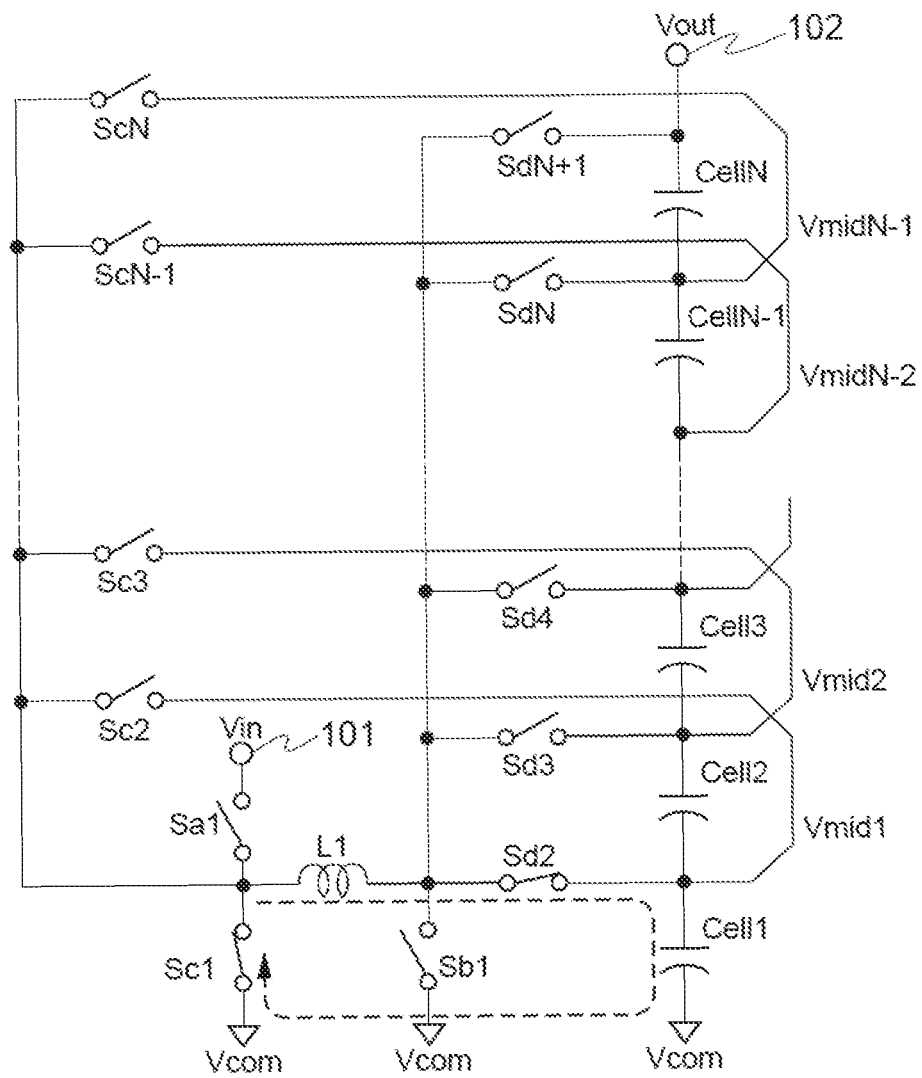 Vout 102
ScN
SdN+1
CellN
VmidN-1
ScN-1
SdN
CellN-1
VmidN-2
Sc3
Sd4
Cell3
Vmid2
Sc2
Vin 101
Sd3
Cell2
Sa1
L1
Sd2
Vmid1
Sc1
Sb1
Cell1
Vcom Vcom Vcom